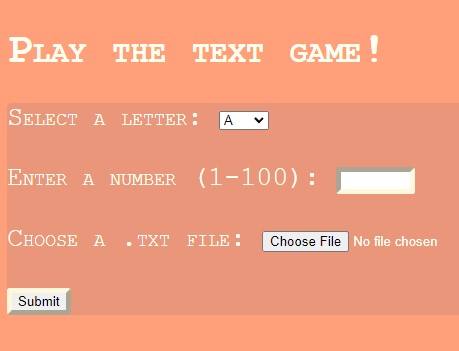 Play the text game!
Select a letter: A
Enter a number (1-100):
Choose a .txt file: Choose File No file chosen
Submit